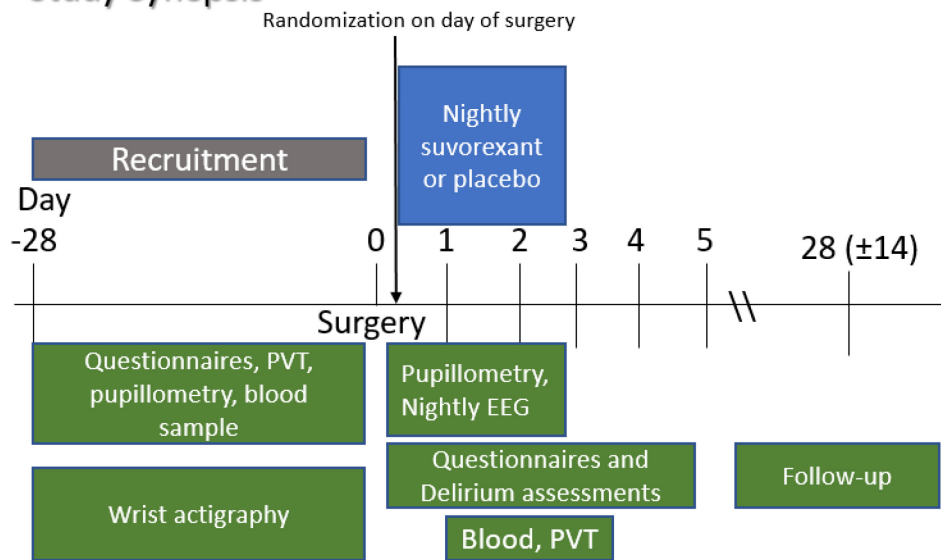 Study Synopsis
Randomization on day of surgery
Nightly
suvorexant
or placebo
Recruitment
Day
-28
0
1
2
3
4
5
28 (±14)
\\
Surgery
Questionnaires, PVT,
pupillometry, blood
sample
Pupillometry,
Nightly EEG
Questionnaires and
Delirium assessments
Follow-up
Wrist actigraphy
Blood, PVT